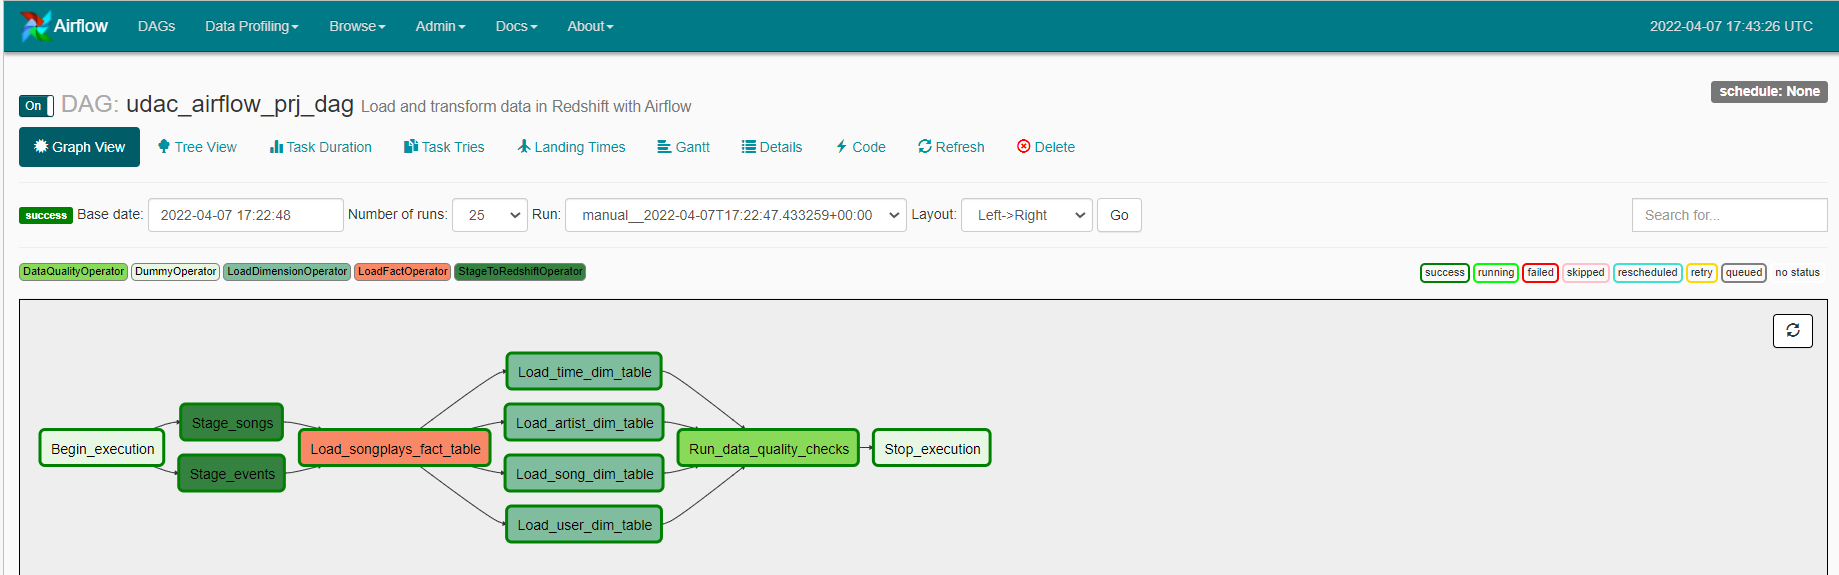 Airflow DAGs Data Profiling Browse Admin Docs About 2022-04-07 17:43:26 UTC
schedule: None
On DAG: udac_airflow_prj_dag Load and transform data in Redshift with Airflow
Graph View Tree View Task Duration Task Tries Landing Times Gantt Details Code Refresh Delete
success Base date: 2022-04-07 17:22:48 Number of runs: 25 Run: manual__2022-04-07T17:22:47.433259+00:00 Layout: Left->Right Go Search for...
DataQualityOperator DummyOperator LoadDimensionOperator LoadFactOperator StageToRedshiftOperator success running failed skipped rescheduled retry queued no status
Load_time_dim_table
Stage_songs Load_artist_dim_table
Begin_execution Load_songplays_fact_table Run_data_quality_checks Stop_execution
Stage_events Load_song_dim_table
Load_user_dim_table